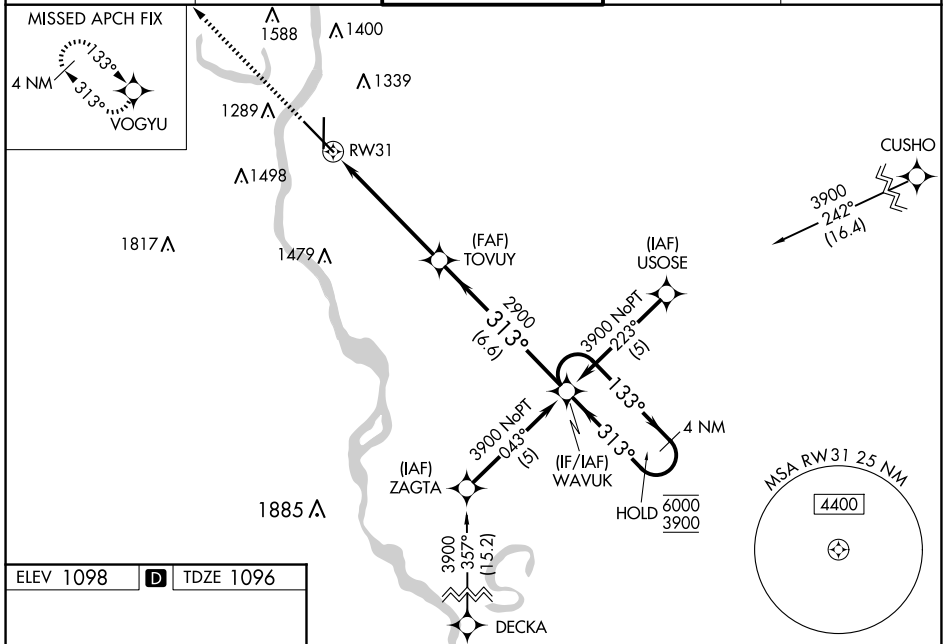 MISSED APCH FIX
133°
4 NM
313°
VOGYU
1588
1400
1339
1289
RW31
1498
1817
1479
CUSHO
3900
242°
(16.4)
(FAF)
TOVUY
(IAF)
USOSE
2900
313°
(6.6)
3900 NoPT
223°
(5)
133°
4 NM
313°
3900 NoPT
043°
(5)
(IF/IAF)
WAVUK
(IAF)
ZAGTA
HOLD 6000
3900
MSA RW31 25 NM
4400
1885
3900
357°
(15.2)
DECKA
ELEV 1098 D TDZE 1096